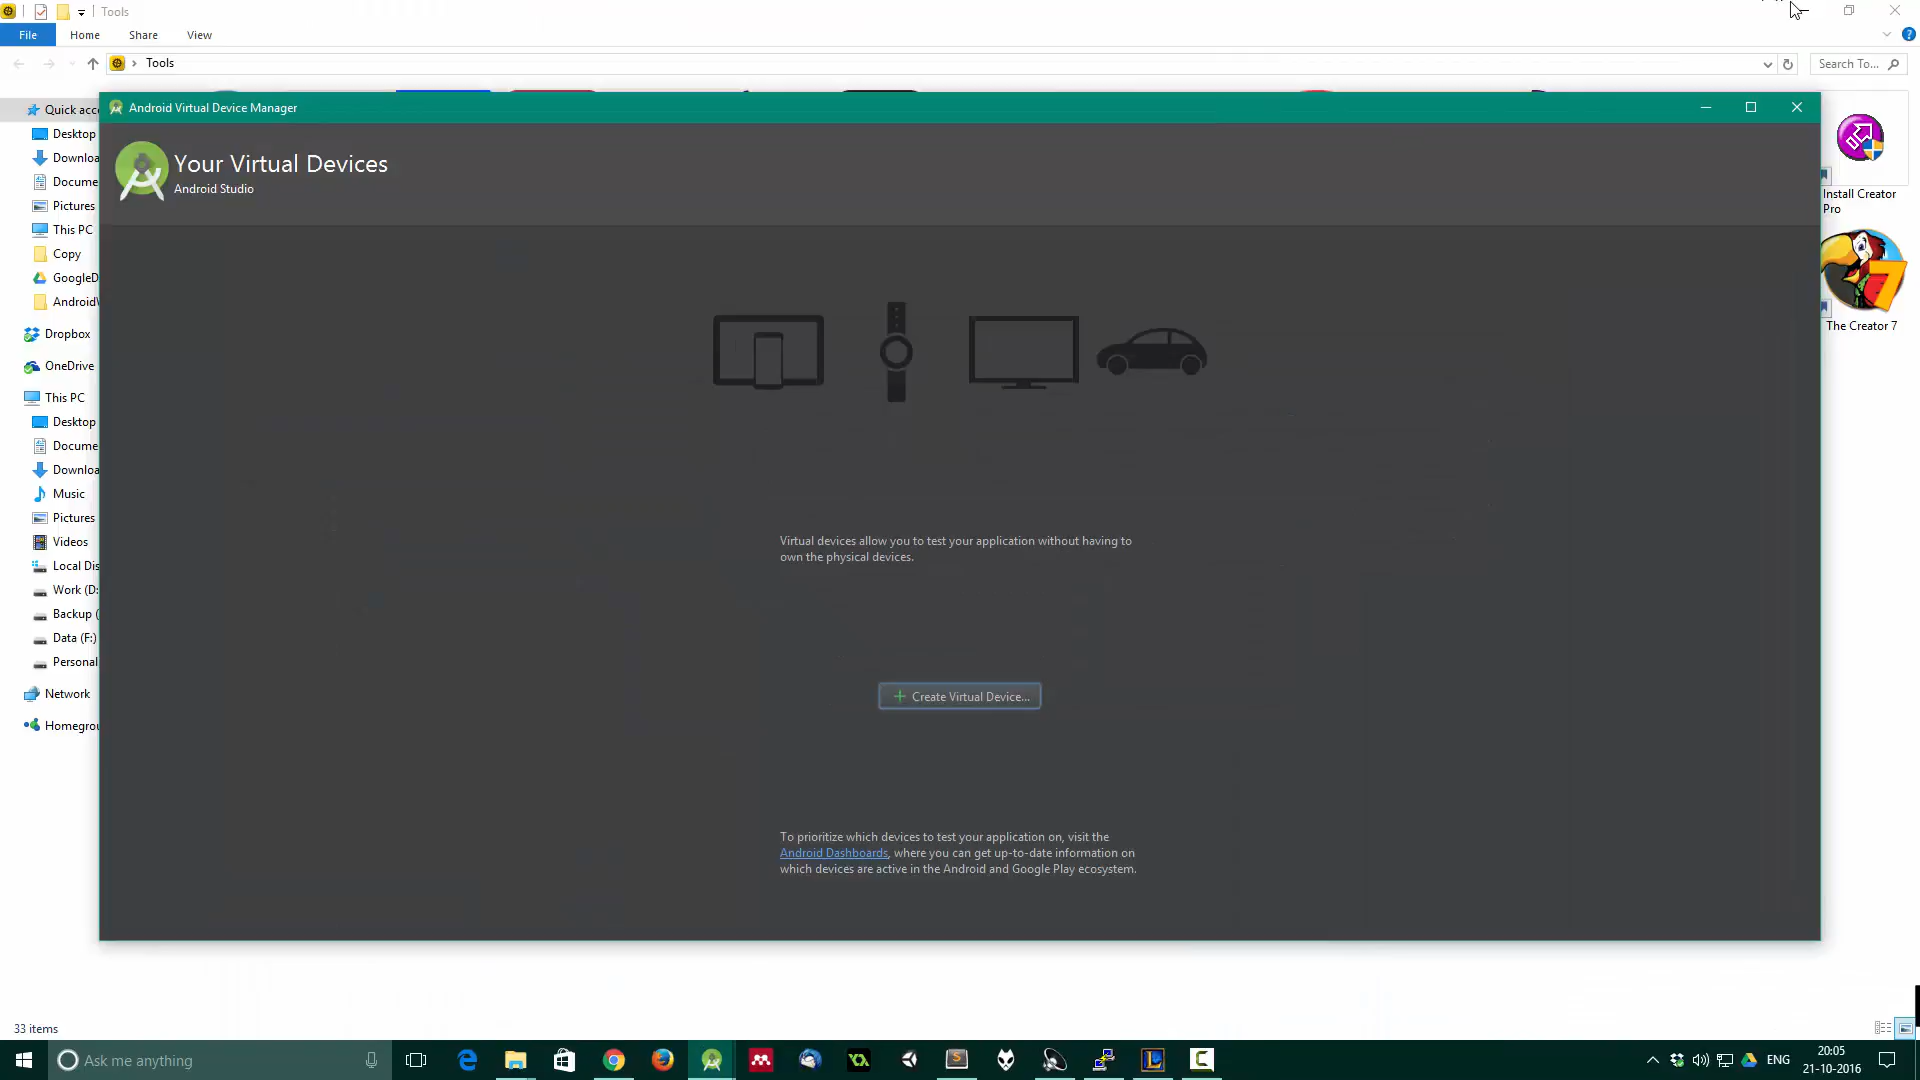 Tools
File
Home
Share
View
Tools
Search To...
Quick acc
Desktop
Downloa
Docume
Pictures
This PC
Copy
GoogleD
Android
Dropbox
OneDrive
This PC
Desktop
Docume
Downloa
Music
Pictures
Videos
Local Dis
Work (D:
Backup (
Data (F:)
Personal
Network
Homegrou
Android Virtual Device Manager
Your Virtual Devices
Android Studio
Virtual devices allow you to test your application without having to
own the physical devices.
Create Virtual Device...
To prioritize which devices to test your application on, visit the
Android Dashboards, where you can get up-to-date information on
which devices are active in the Android and Google Play ecosystem.
Install Creator
Pro
7
The Creator 7
33 items
Ask me anything
ENG
20:05
21-10-2016